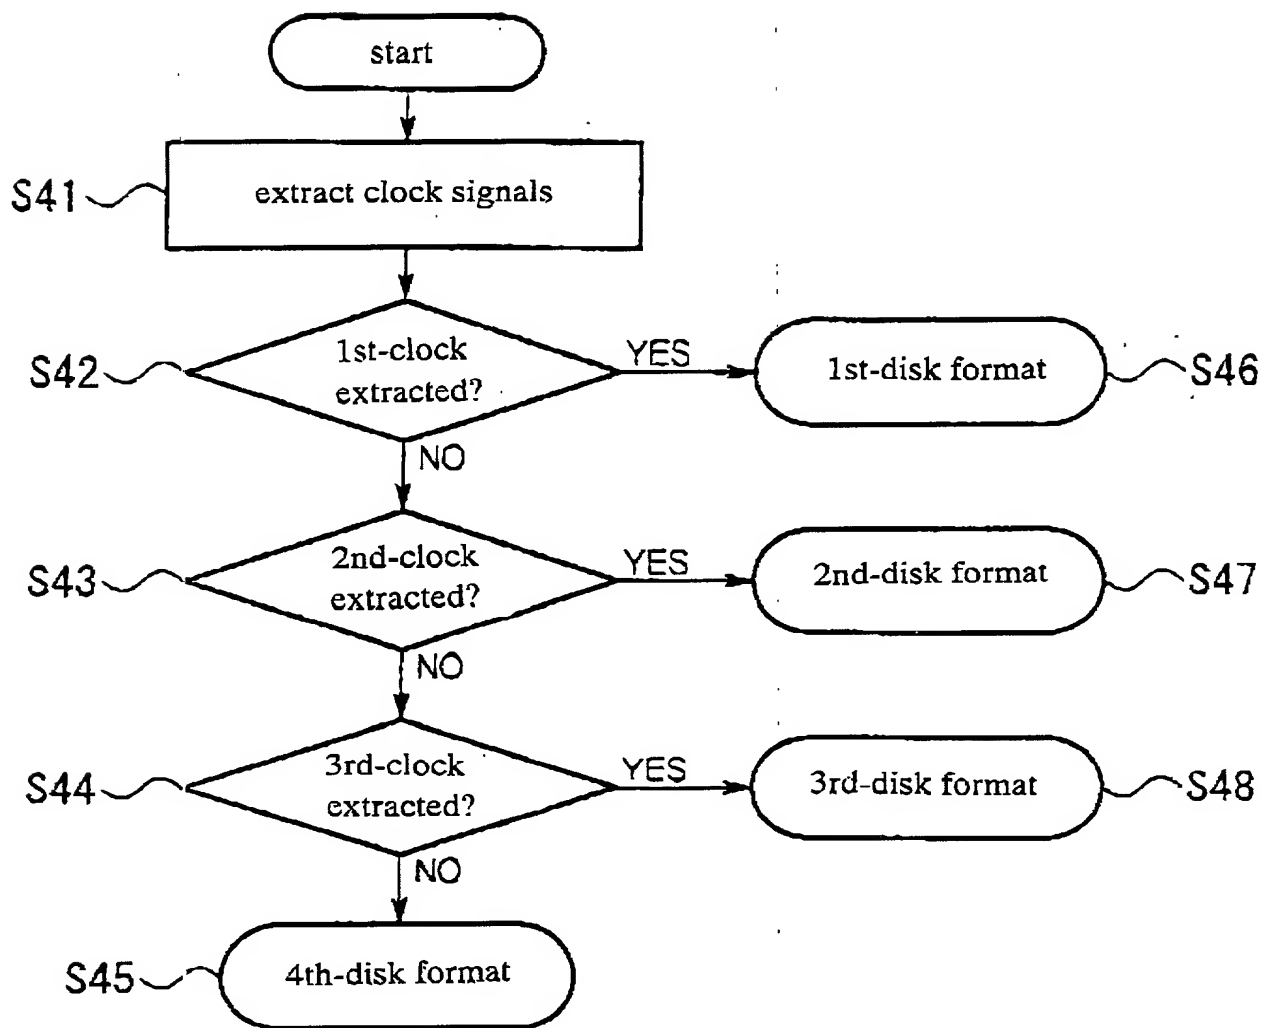 start
S41
extract clock signals
S42
1st-clock
extracted?
YES
1st-disk format
S46
NO
S43
2nd-clock
extracted?
YES
2nd-disk format
S47
NO
S44
3rd-clock
extracted?
YES
3rd-disk format
S48
NO
S45
4th-disk format